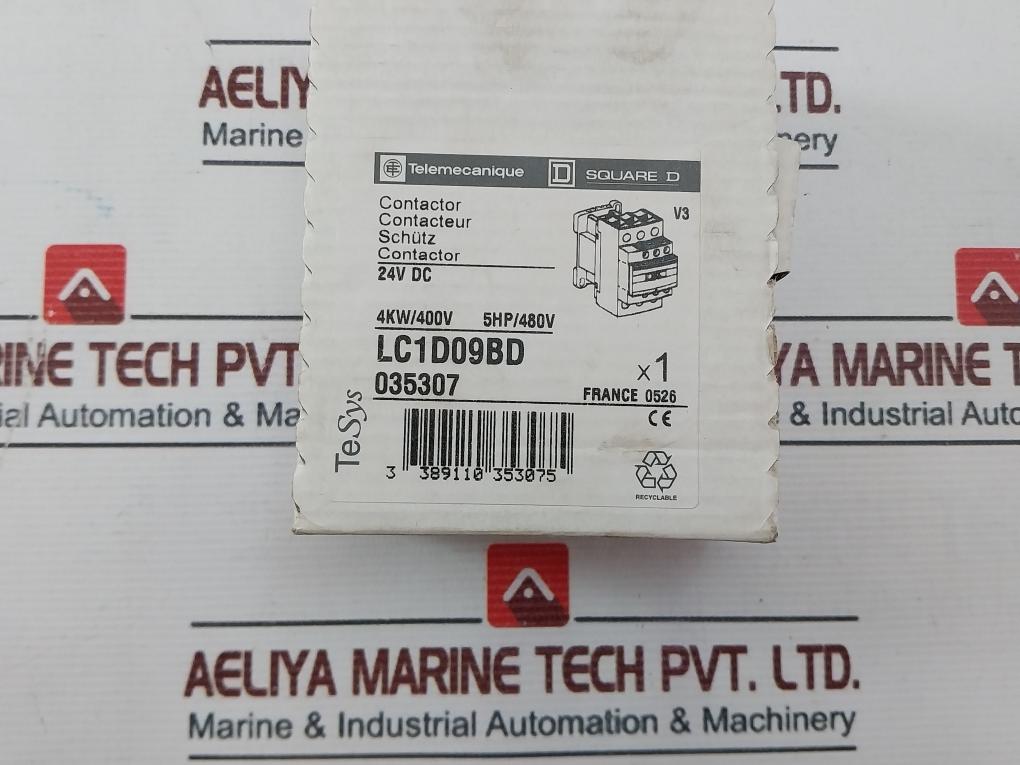 AELIY
TD.
Marine
ery
Telemecanique
D SQUARE D
Contactor
Contacteur
Schütz
Contactor
V3
24V DC
4KW/400V 5HP/480V
LC1D09BD
035307
x1
FRANCE 0526
CE
TeSys
3 389110 353075
RECYCLABLE
RINE TECH PVT
YA MARINE T
ial Automation & Ma
& Industrial Auto
AELIYA MARINE TECH PVT. LTD.
Marine & Industrial Automation & Machinery